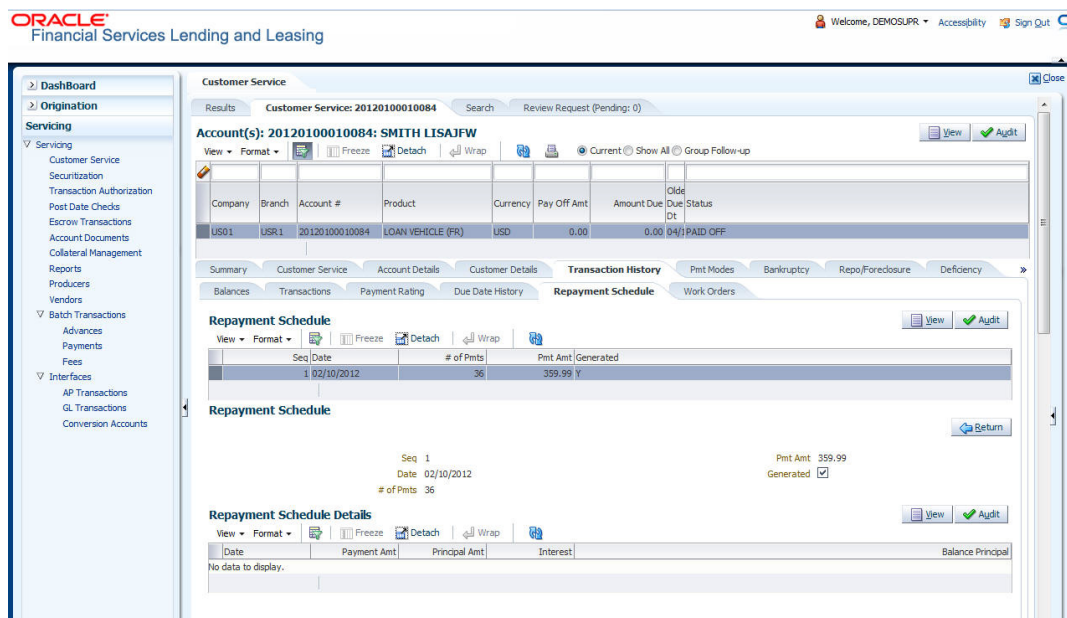 ORACLE
Financial Services Lending and Leasing
Welcome, DEMOSUPR Accessibility Sign Out
Close
DashBoard
Origination
Servicing
Servicing
Customer Service
Securitization
Transaction Authorization
Post Date Checks
Escrow Transactions
Account Documents
Collateral Management
Reports
Producers
Vendors
Batch Transactions
Advances
Payments
Fees
Interfaces
AP Transactions
GL Transactions
Conversion Accounts
Customer Service
Results Customer Service: 20120100010084 Search Review Request (Pending: 0)
Account(s): 20120100010084: SMITH LISAJFW
View Audit
View Format Freeze Detach Wrap Current Show All Group Follow-up
Company Branch Account # Product Currency Pay Off Amt Amount Due Olde Due Dt Status
US01 USR1 20120100010084 LOAN VEHICLE (FR) USD 0.00 0.00 04/1 PAID OFF
Summary Customer Service Account Details Customer Details Transaction History Pmt Modes Bankruptcy Repo/Foreclosure Deficiency »
Balances Transactions Payment Rating Due Date History Repayment Schedule Work Orders
Repayment Schedule
View Audit
View Format Freeze Detach Wrap
Seq Date # of Pmts Pmt Amt Generated
1 02/10/2012 36 359.99 Y
Repayment Schedule
Return
Seq 1 Pmt Amt 359.99
Date 02/10/2012 Generated
# of Pmts 36
Repayment Schedule Details
View Audit
View Format Freeze Detach Wrap
Date Payment Amt Principal Amt Interest Balance Principal
No data to display.